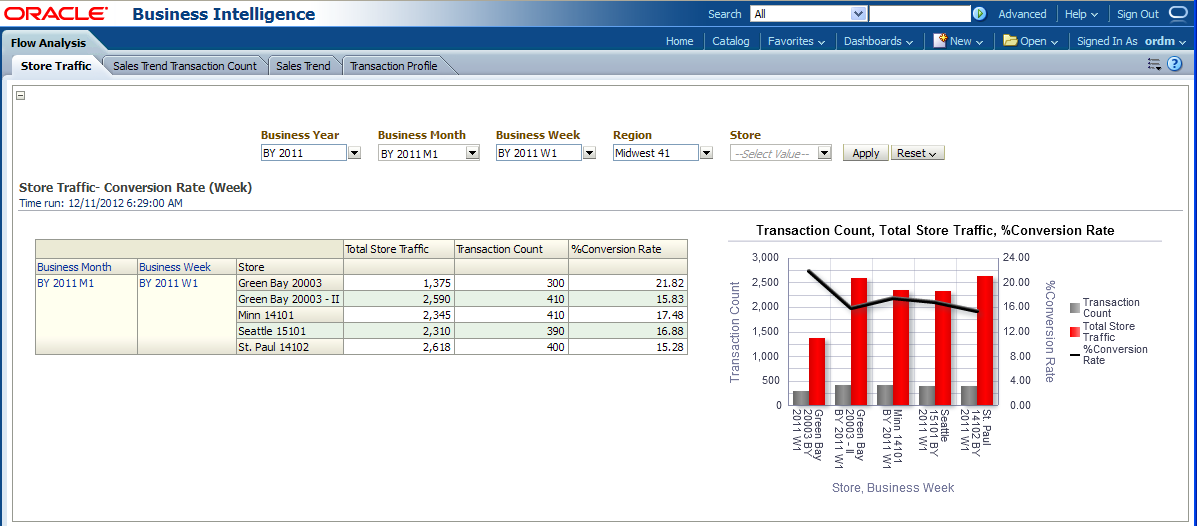 ORACLE Business Intelligence
Search All Advanced Help Sign Out
Flow Analysis
Home Catalog Favorites Dashboards New Open Signed In As ordm
Store Traffic Sales Trend Transaction Count Sales Trend Transaction Profile
Business Year Business Month Business Week Region Store
BY 2011 BY 2011 M1 BY 2011 W1 Midwest 41 --Select Value-- Apply Reset
Store Traffic- Conversion Rate (Week)
Time run: 12/11/2012 6:29:00 AM
Total Store Traffic Transaction Count %Conversion Rate
Business Month Business Week Store
BY 2011 M1 BY 2011 W1 Green Bay 20003 1,375 300 21.82
Green Bay 20003 - II 2,590 410 15.83
Minn 14101 2,345 410 17.48
Seattle 15101 2,310 390 16.88
St. Paul 14102 2,618 400 15.28
Transaction Count, Total Store Traffic, %Conversion Rate
Transaction Count
3,000
2,500
2,000
1,500
1,000
500
0
24.00
20.00
16.00
12.00
8.00
4.00
0.00
%Conversion Rate
Green Bay
20003 BY
2011 W1
Green Bay
20003 - II
BY 2011 W1
Minn 14101
BY 2011 W1
Seattle
15101 BY
2011 W1
St. Paul
14102 BY
2011 W1
Store, Business Week
Transaction
Count
Total Store
Traffic
%Conversion
Rate